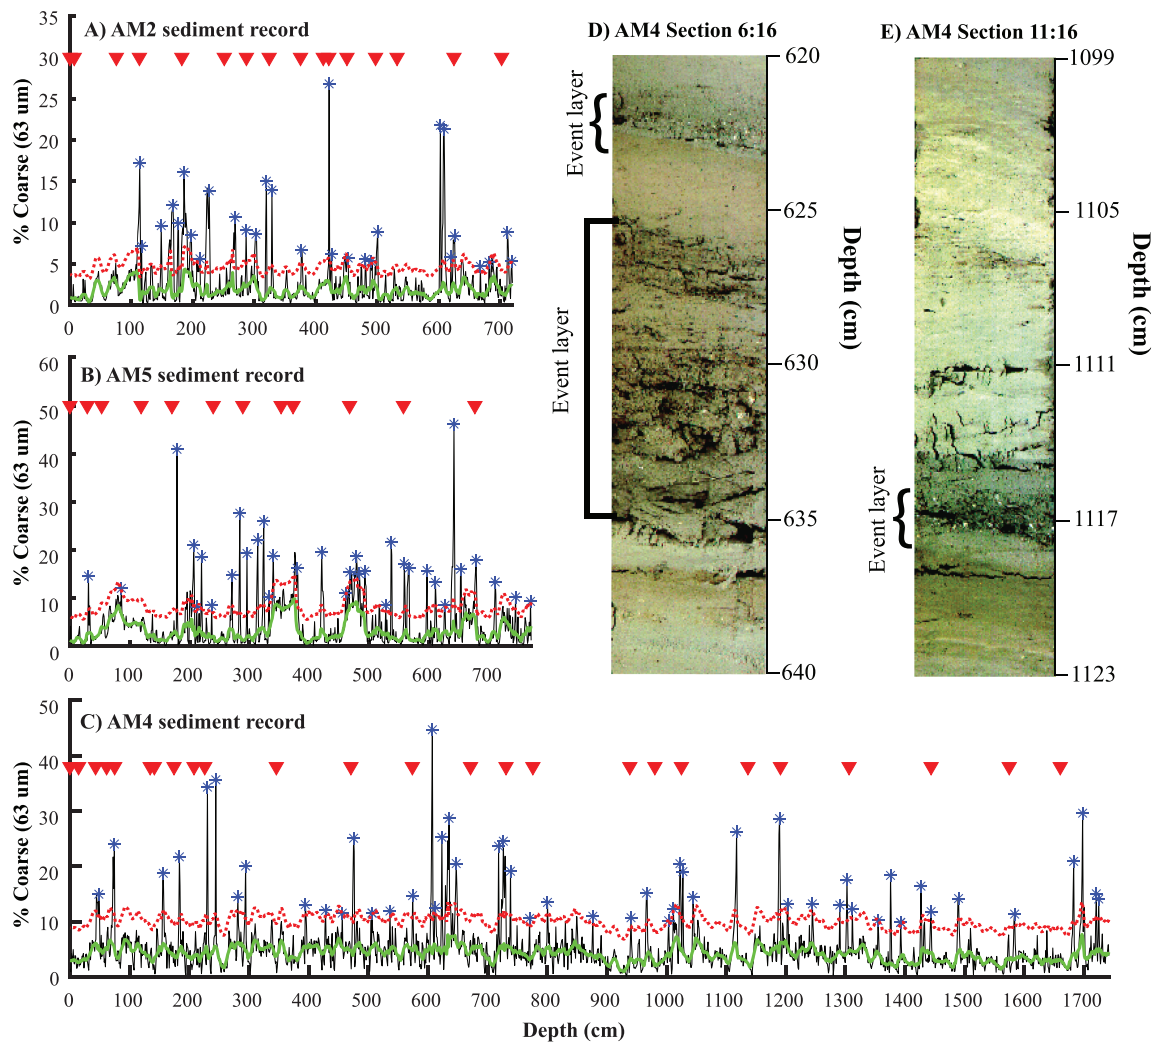 A) AM2 sediment record
% Coarse (63 um)
35
30
25
20
15
10
5
0
0 100 200 300 400 500 600 700
B) AM5 sediment record
% Coarse (63 um)
60
50
40
30
20
10
0
0 100 200 300 400 500 600 700
C) AM4 sediment record
% Coarse (63 um)
50
40
30
20
10
0
0 100 200 300 400 500 600 700 800 900 1000 1100 1200 1300 1400 1500 1600 1700
Depth (cm)
D) AM4 Section 6:16
620
625
630
635
640
Depth (cm)
Event layer
Event layer
E) AM4 Section 11:16
1099
1105
1111
1117
1123
Depth (cm)
Event layer